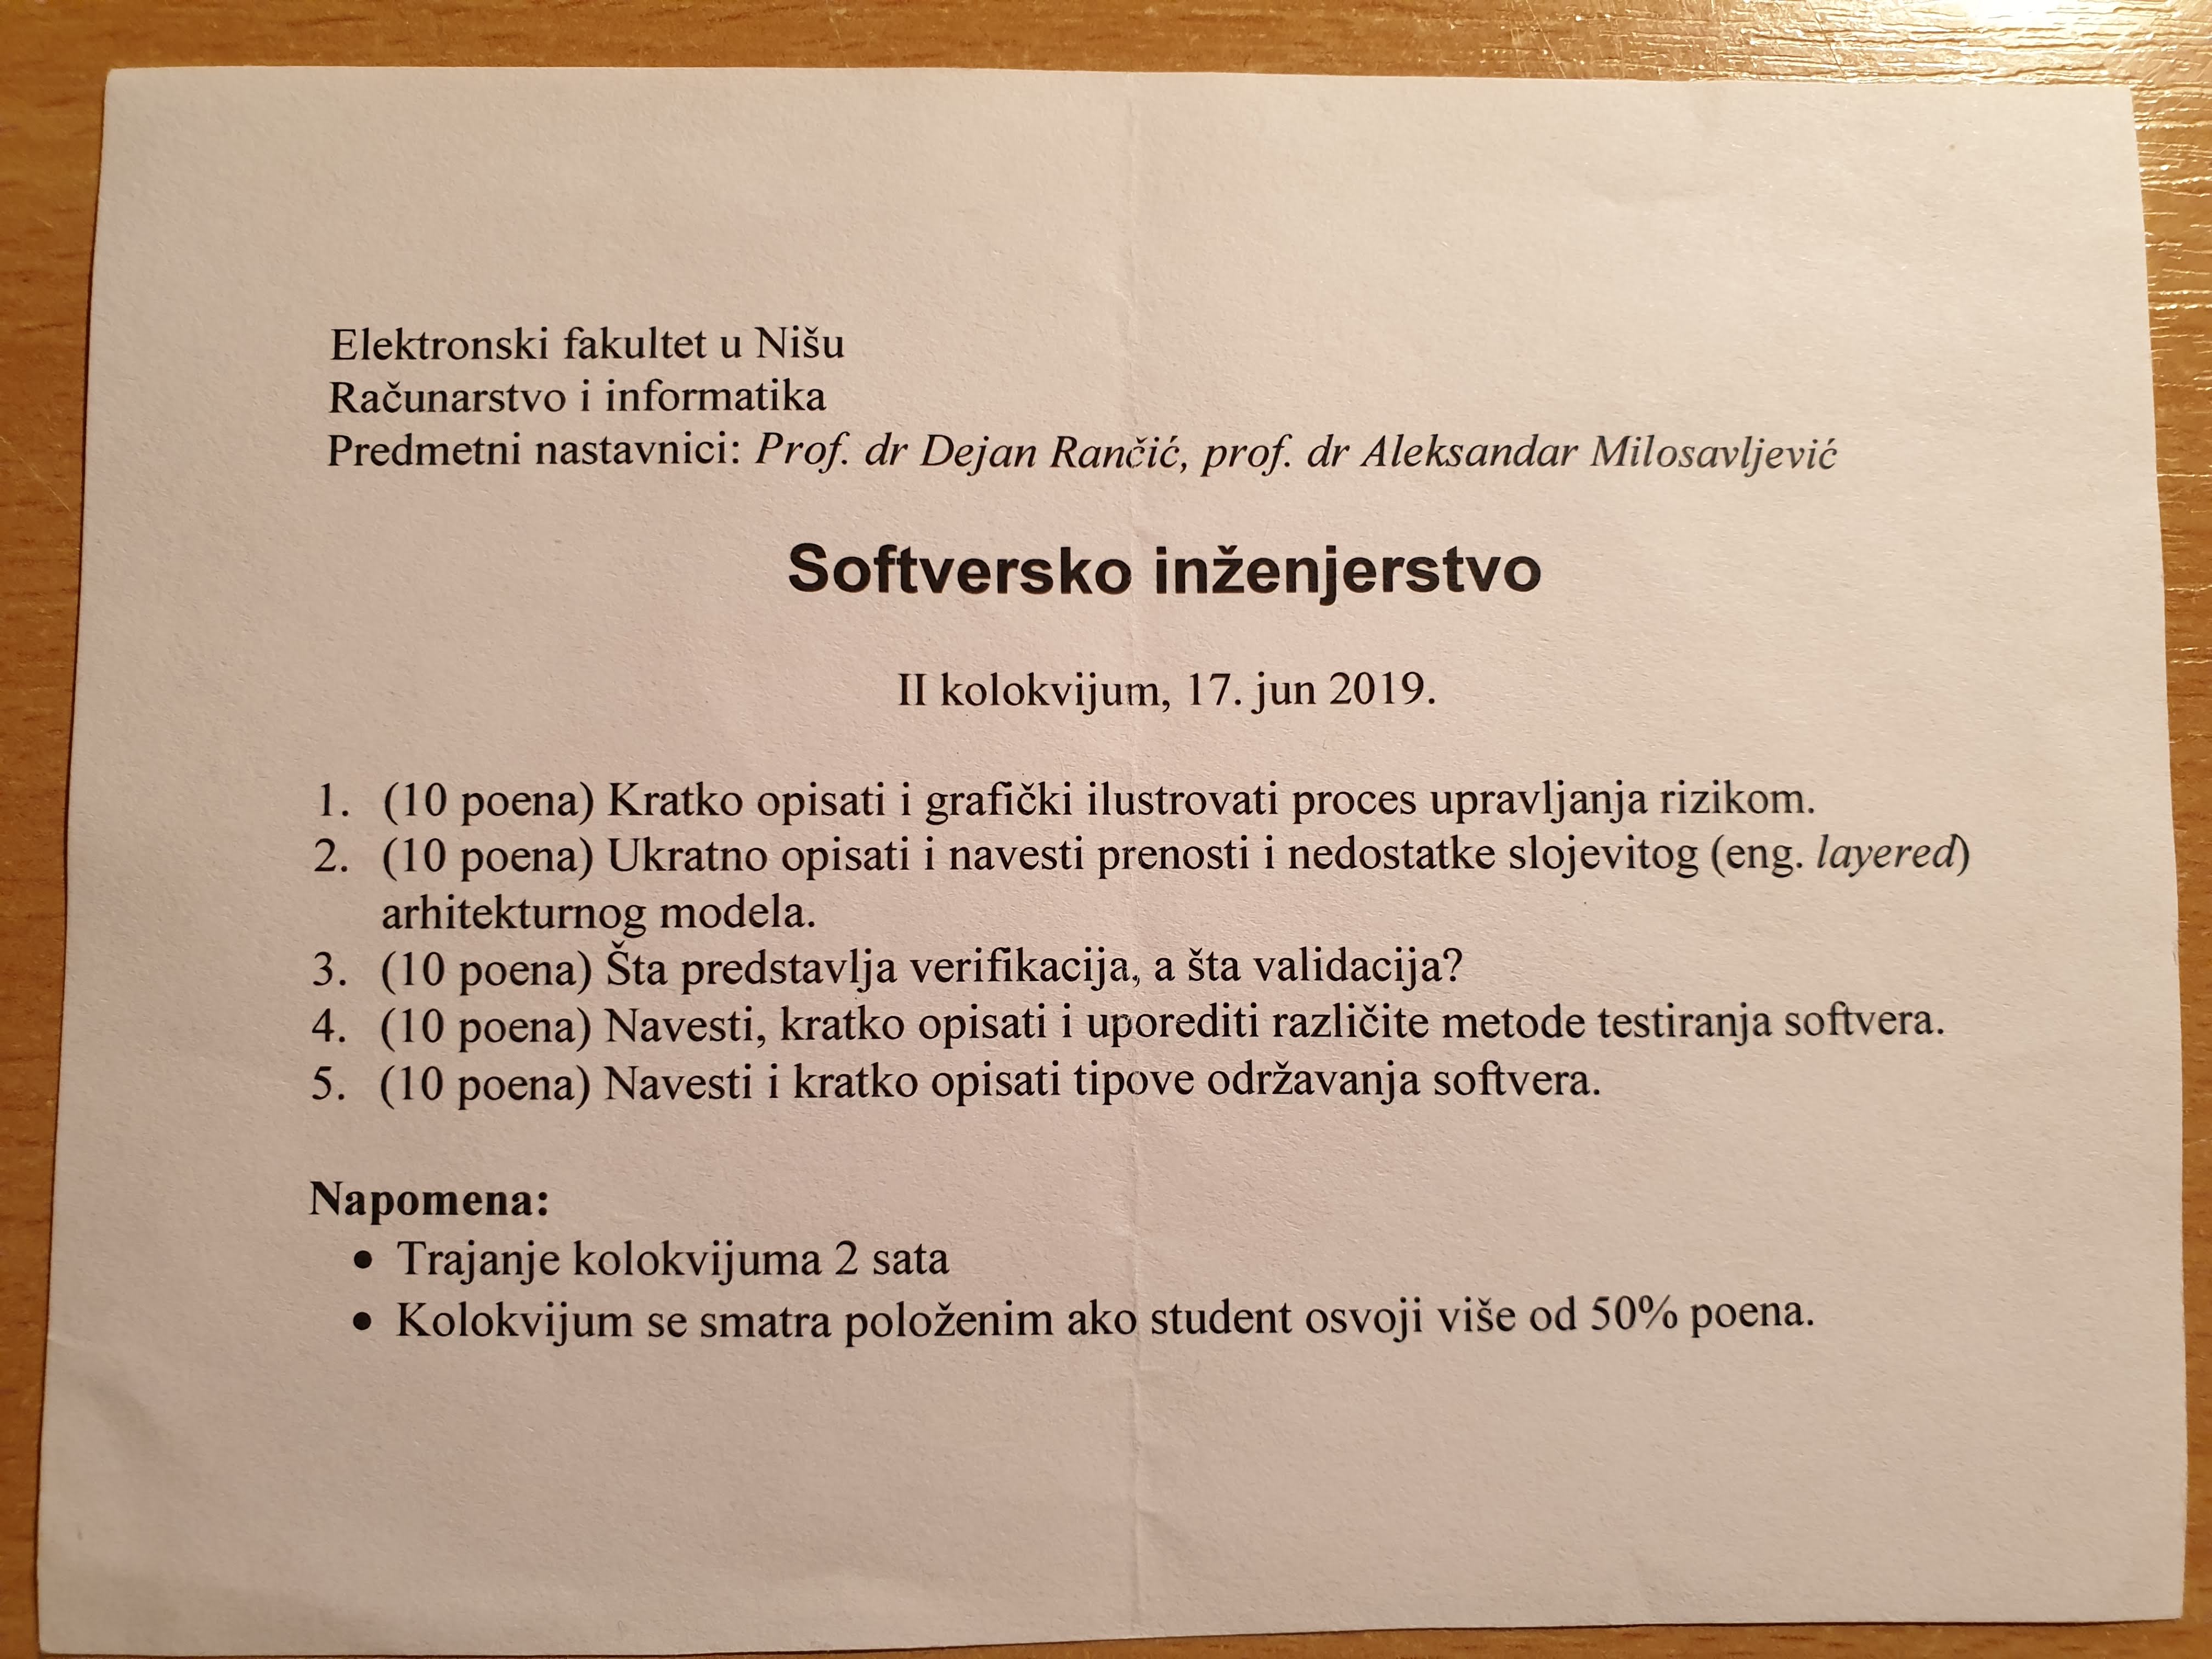 Elektronski fakultet u Nišu
Računarstvo i informatika
Predmetni nastavnici: Prof. dr Dejan Rančić, prof. dr Aleksandar Milosavljević
Softversko inženjerstvo
II kolokvijum, 17. jun 2019.
1. (10 poena) Kratko opisati i grafički ilustrovati proces upravljanja rizikom.
2. (10 poena) Ukratno opisati i navesti prenosti i nedostatke slojevitog (eng. layered)
arhitekturnog modela.
3. (10 poena) Šta predstavlja verifikacija, a šta validacija?
4. (10 poena) Navesti, kratko opisati i uporediti različite metode testiranja softvera.
5. (10 poena) Navesti i kratko opisati tipove održavanja softvera.
Napomena:
• Trajanje kolokvijuma 2 sata
• Kolokvijum se smatra položenim ako student osvoji više od 50% poena.